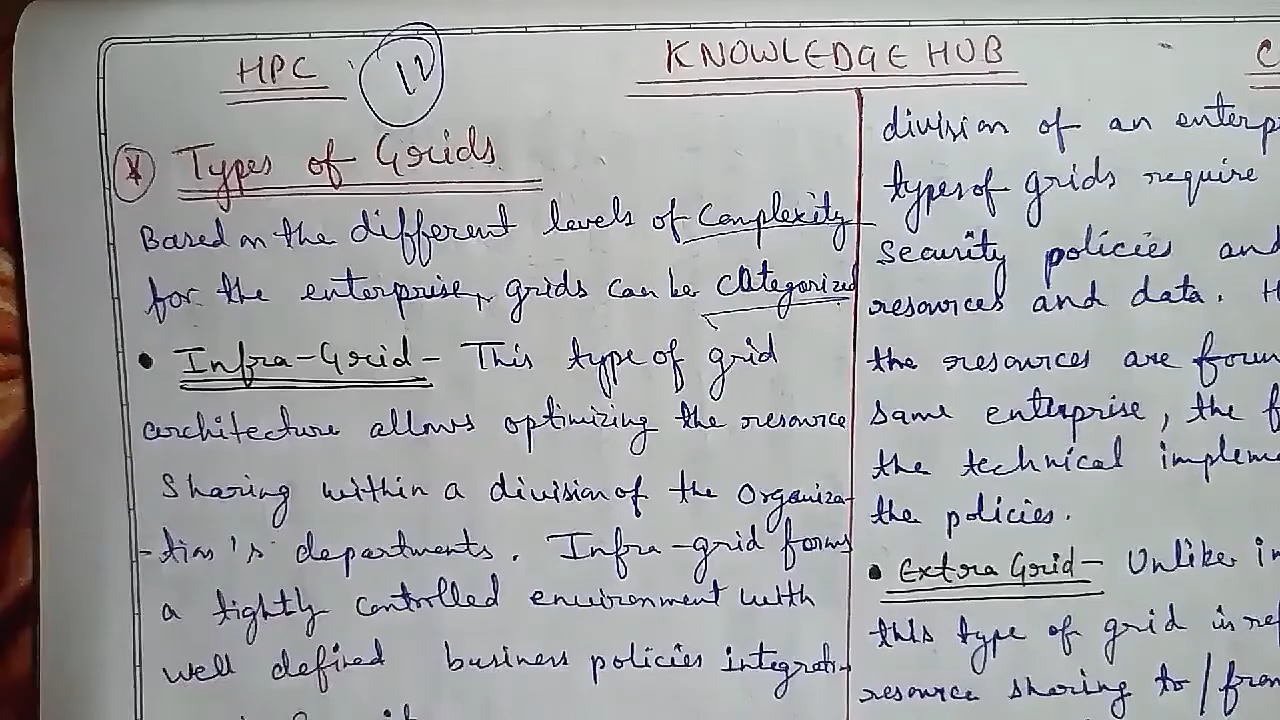 HPC
12
KNOWLEDGE HUB
C
* Types of Grids
Based on the different levels of Complexity
for the enterprise, grids can be categorized
• Infra-Grid - This type of grid
architecture allows optimizing the resource
Sharing within a division of the Organiza-
-tion's departments. Infra-grid forms
a tightly controlled environment with
well defined business policies integrati-
division of an enterp
types of grids require
security policies and
resources and data. H
the resources are foun
same enterprise, the f
the technical impleme
the policies.
• Extra Grid - Unlike in
this type of grid is re
resource sharing to/from